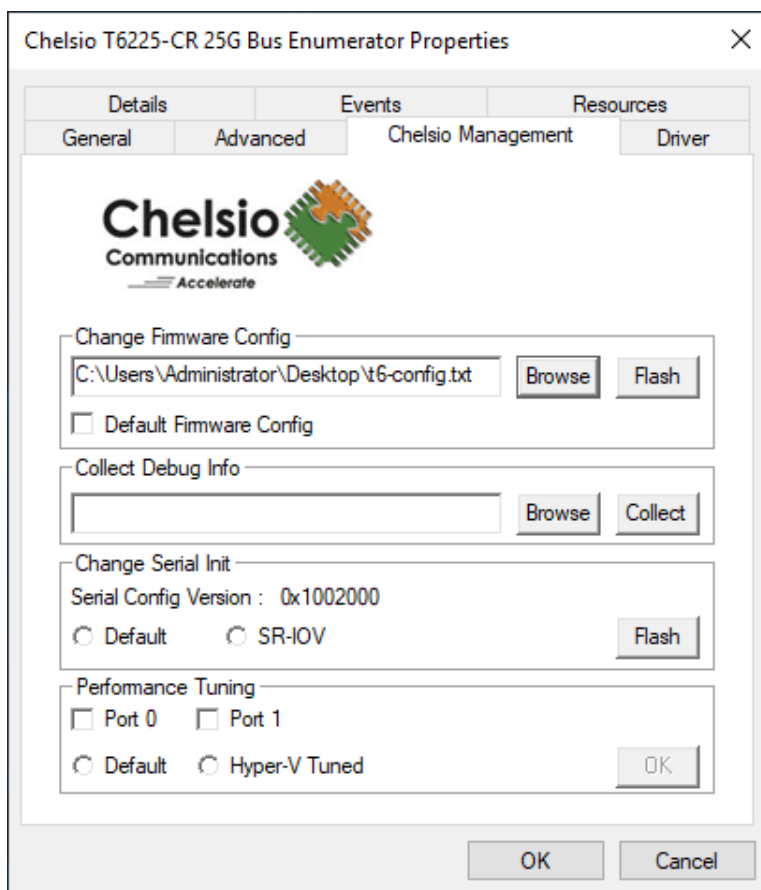 Chelsio T6225-CR 25G Bus Enumerator Properties
Details Events Resources
General Advanced Chelsio Management Driver
Chelsio
Communications
Accelerate
Change Firmware Config
C:\Users\Administrator\Desktop\t6-config.txt Browse Flash
Default Firmware Config
Collect Debug Info
Browse Collect
Change Serial Init
Serial Config Version : 0x1002000
Default SR-IOV Flash
Performance Tuning
Port 0 Port 1
Default Hyper-V Tuned OK
OK Cancel